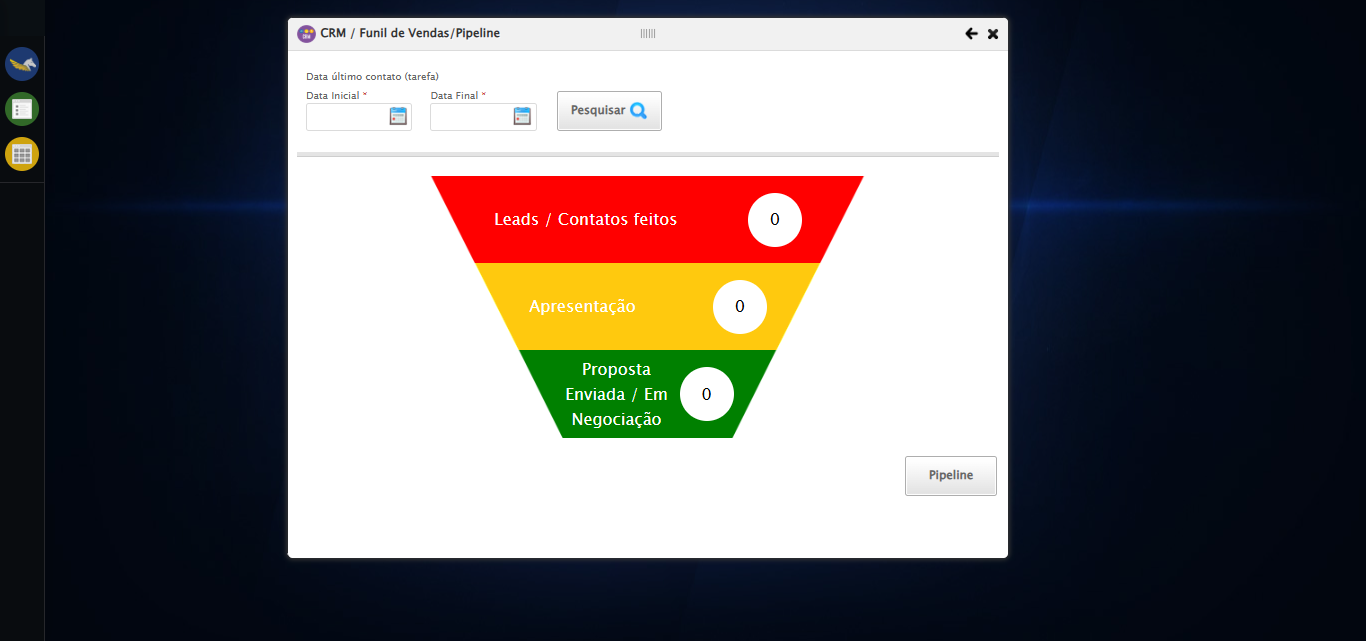 CRM / Funil de Vendas/Pipeline
Data último contato (tarefa)
Data Inicial *
Data Final *
Pesquisar
Leads / Contatos feitos
0
Apresentação
0
Proposta
Enviada / Em
Negociação
0
Pipeline